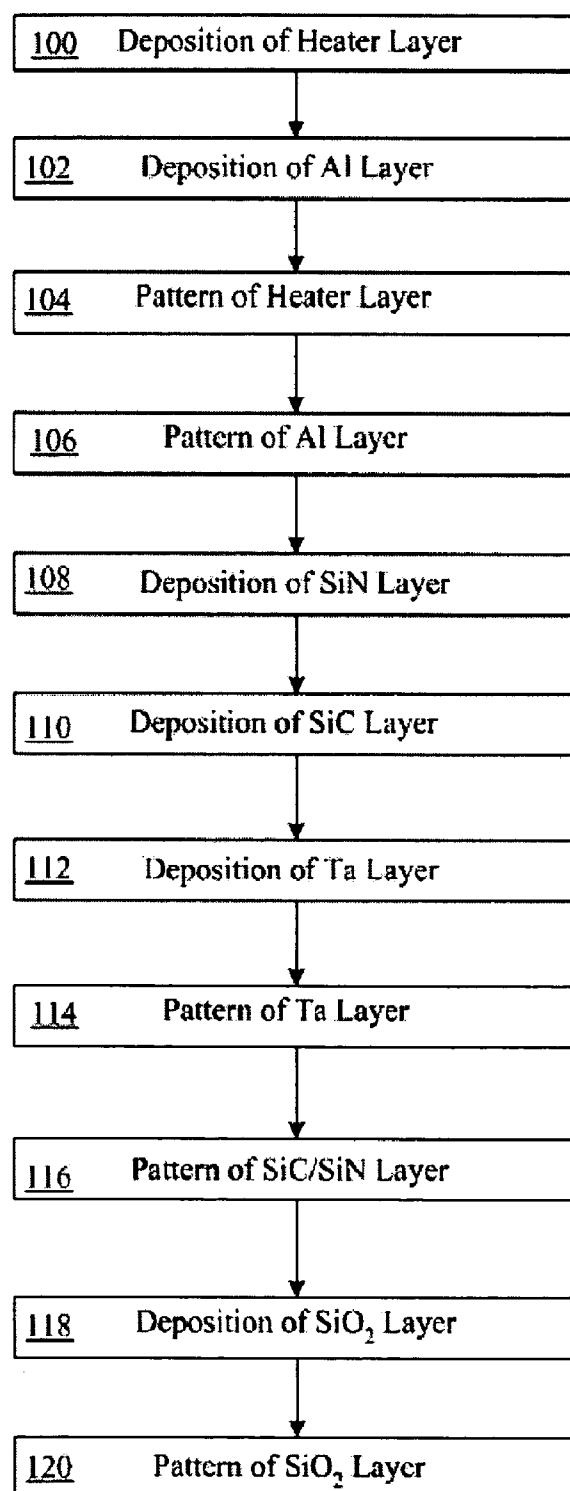 100 Deposition of Heater Layer
102 Deposition of Al Layer
104 Pattern of Heater Layer
106 Pattern of Al Layer
108 Deposition of SiN Layer
110 Deposition of SiC Layer
112 Deposition of Ta Layer
114 Pattern of Ta Layer
116 Pattern of SiC/SiN Layer
118 Deposition of SiO₂ Layer
120 Pattern of SiO₂ Layer